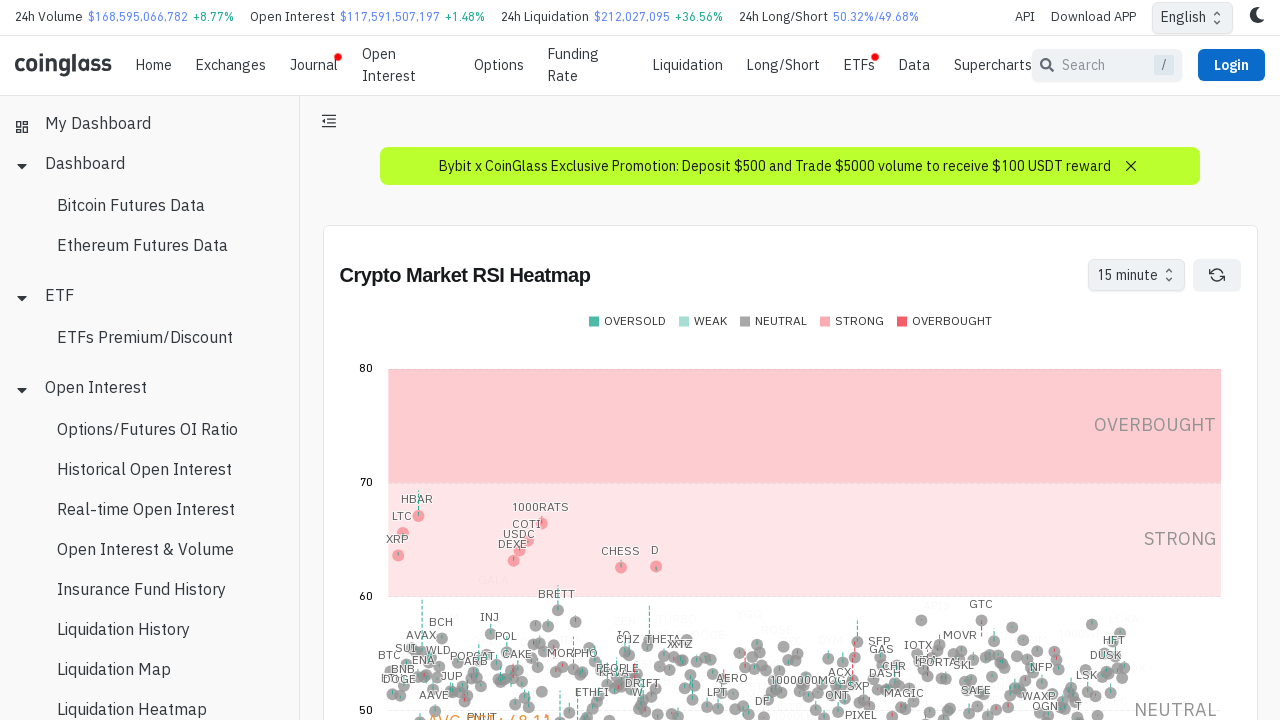 24h Volume $168,595,066,782 +8.77% Open Interest $117,591,507,197 +1.48% 24h Liquidation $212,027,095 +36.56% 24h Long/Short 50.32%/49.68% API Download APP English
coinglass Home Exchanges Journal Open Interest Options Funding Rate Liquidation Long/Short ETFs Data Supercharts Search / Login
My Dashboard
Dashboard
Bitcoin Futures Data
Ethereum Futures Data
ETF
ETFs Premium/Discount
Open Interest
Options/Futures OI Ratio
Historical Open Interest
Real-time Open Interest
Open Interest & Volume
Insurance Fund History
Liquidation History
Liquidation Map
Liquidation Heatmap
Bybit x CoinGlass Exclusive Promotion: Deposit $500 and Trade $5000 volume to receive $100 USDT reward
Crypto Market RSI Heatmap
15 minute
OVERSOLD WEAK NEUTRAL STRONG OVERBOUGHT
80
OVERBOUGHT
70
HBAR
1000RATS
LTC
COTI
USDC
XRP
DEXE
CHESS
D
STRONG
60
BRETT
GTC
INJ
BCH
AVAX
POL
CHZ
THETA
XTZ
MOVR
SFP
HFT
SUI
WLD
GAS
IOTX
BTC
POPCAT
CAKE
MORPHO
DUSK
ENA
ARB
PORTAL
SKL
BNB
PEOPLE
ACX
CHR
NFP
DOGE
JUP
AERO
1000000MOG
DASH
LSK
DRIFT
SXP
AAVE
ETHFI
W
LPT
QNT
MAGIC
SAFE
WAXP
DF
OGN
T
50
PNUT
PIXEL
NEUTRAL